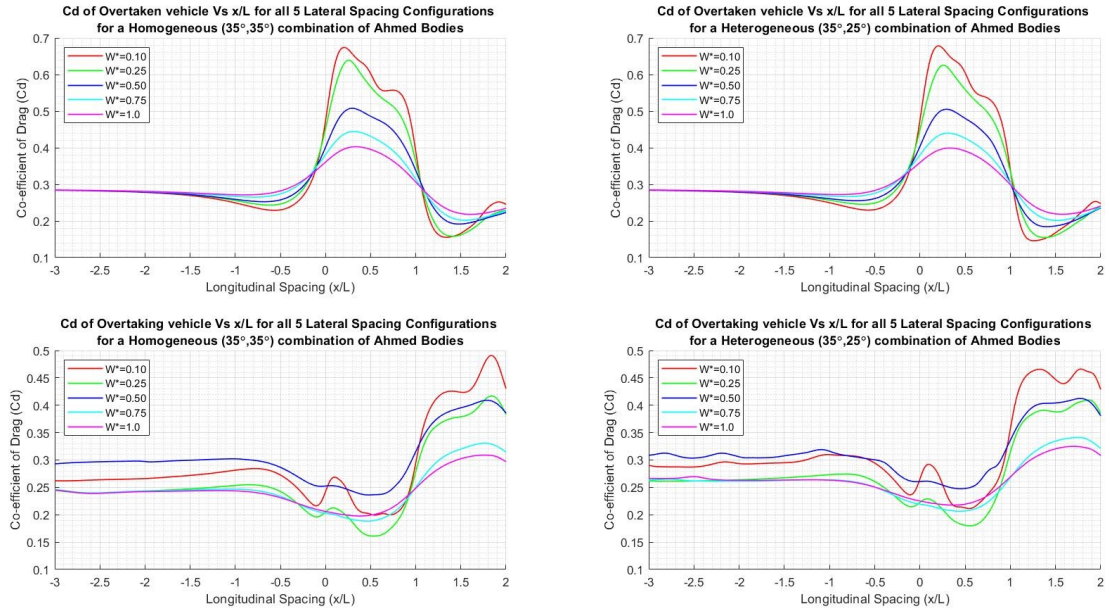 Cd of Overtaken vehicle Vs x/L for all 5 Lateral Spacing Configurations
for a Homogeneous (35°,35°) combination of Ahmed Bodies
Co-efficient of Drag (Cd)
0.7
0.6
0.5
0.4
0.3
0.2
0.1
W*=0.10
W*=0.25
W*=0.50
W*=0.75
W*=1.0
-3 -2.5 -2 -1.5 -1 -0.5 0 0.5 1 1.5 2
Longitudinal Spacing (x/L)
Cd of Overtaken vehicle Vs x/L for all 5 Lateral Spacing Configurations
for a Heterogeneous (35°,25°) combination of Ahmed Bodies
Co-efficient of Drag (Cd)
0.7
0.6
0.5
0.4
0.3
0.2
0.1
W*=0.10
W*=0.25
W*=0.50
W*=0.75
W*=1.0
-3 -2.5 -2 -1.5 -1 -0.5 0 0.5 1 1.5 2
Longitudinal Spacing (x/L)
Cd of Overtaking vehicle Vs x/L for all 5 Lateral Spacing Configurations
for a Homogeneous (35°,35°) combination of Ahmed Bodies
Co-efficient of Drag (Cd)
0.5
0.45
0.4
0.35
0.3
0.25
0.2
0.15
0.1
W*=0.10
W*=0.25
W*=0.50
W*=0.75
W*=1.0
-3 -2.5 -2 -1.5 -1 -0.5 0 0.5 1 1.5 2
Longitudinal Spacing (x/L)
Cd of Overtaking vehicle Vs x/L for all 5 Lateral Spacing Configurations
for a Heterogeneous (35°,25°) combination of Ahmed Bodies
Co-efficient of Drag (Cd)
0.5
0.45
0.4
0.35
0.3
0.25
0.2
0.15
0.1
W*=0.10
W*=0.25
W*=0.50
W*=0.75
W*=1.0
-3 -2.5 -2 -1.5 -1 -0.5 0 0.5 1 1.5 2
Longitudinal Spacing (x/L)